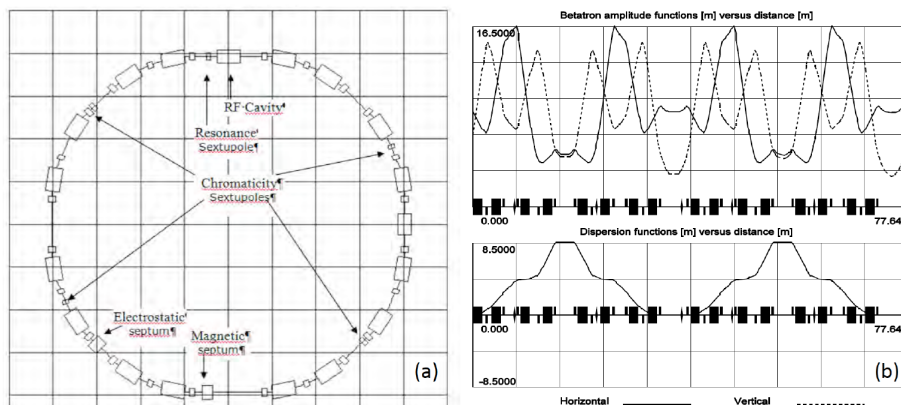 RF·Cavity¶
Resonance¶
Sextupole¶
Chromaticity¶
Sextupoles¶
Electrostatic¶
septum¶
Magnetic¶
septum¶
(a)
Betatron amplitude functions [m] versus distance [m]
16.5000
0.000
77.64
Dispersion functions [m] versus distance [m]
8.5000
0.000
77.64
-8.5000
(b)
Horizontal
Vertical